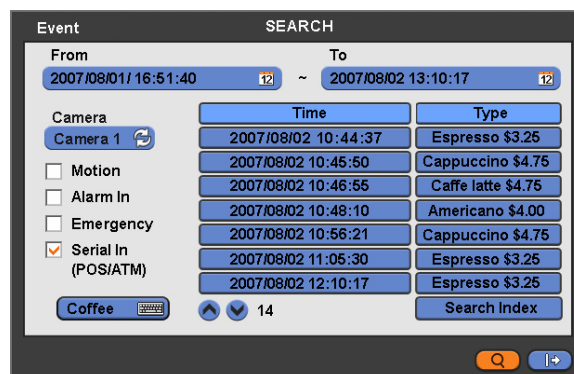 Event SEARCH
From To
2007/08/01/ 16:51:40 12 ~ 2007/08/02 13:10:17 12
Camera
Camera 1
Motion
Alarm In
Emergency
Serial In
(POS/ATM)
Coffee
Time Type
2007/08/02 10:44:37 Espresso $3.25
2007/08/02 10:45:50 Cappuccino $4.75
2007/08/02 10:46:55 Caffe latte $4.75
2007/08/02 10:48:10 Americano $4.00
2007/08/02 10:56:21 Cappuccino $4.75
2007/08/02 11:05:30 Espresso $3.25
2007/08/02 12:10:17 Espresso $3.25
14 Search Index